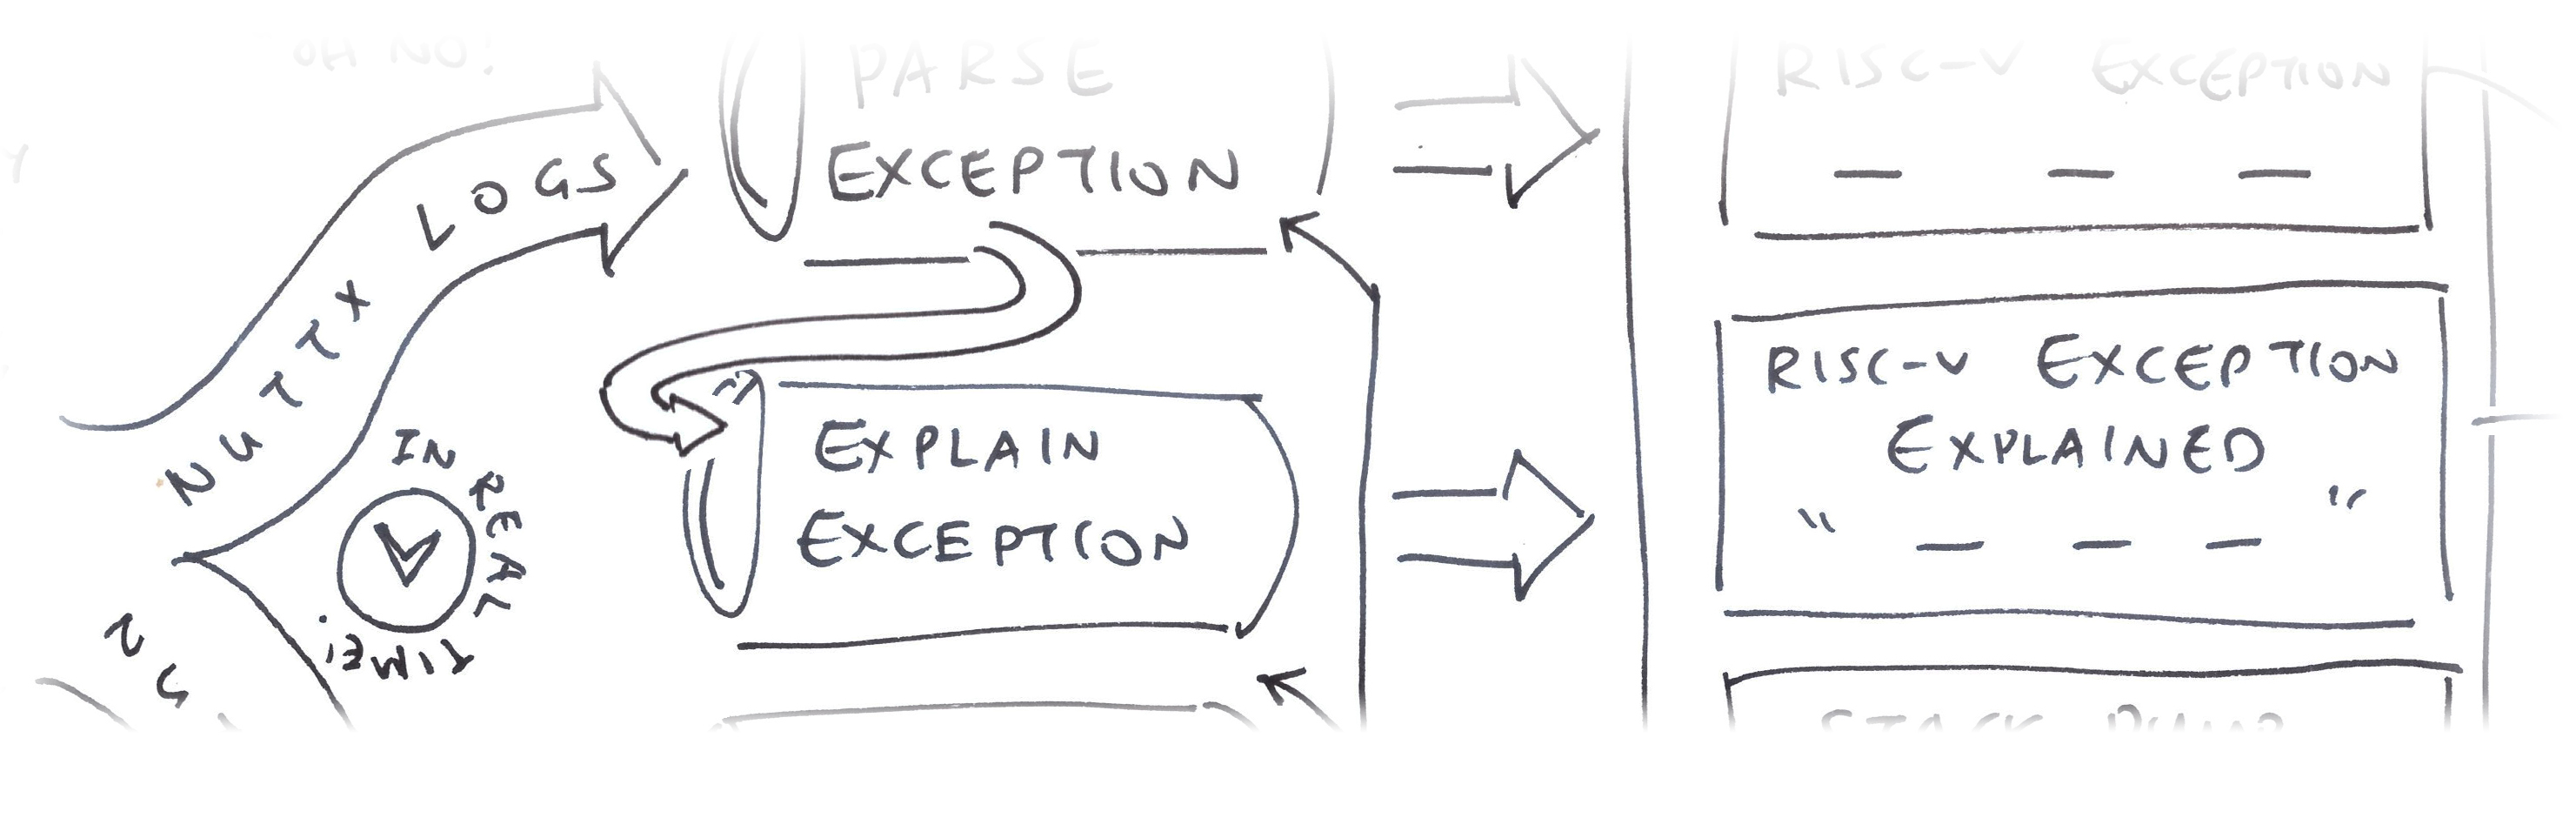 OH NO!
NUTTX LOGS
IN REAL TIME!
PARSE
EXCEPTION
EXPLAIN
EXCEPTION
RISC-V EXCEPTION
— — —
RISC-V EXCEPTION
EXPLAINED
" — — — "
STACK DUMP